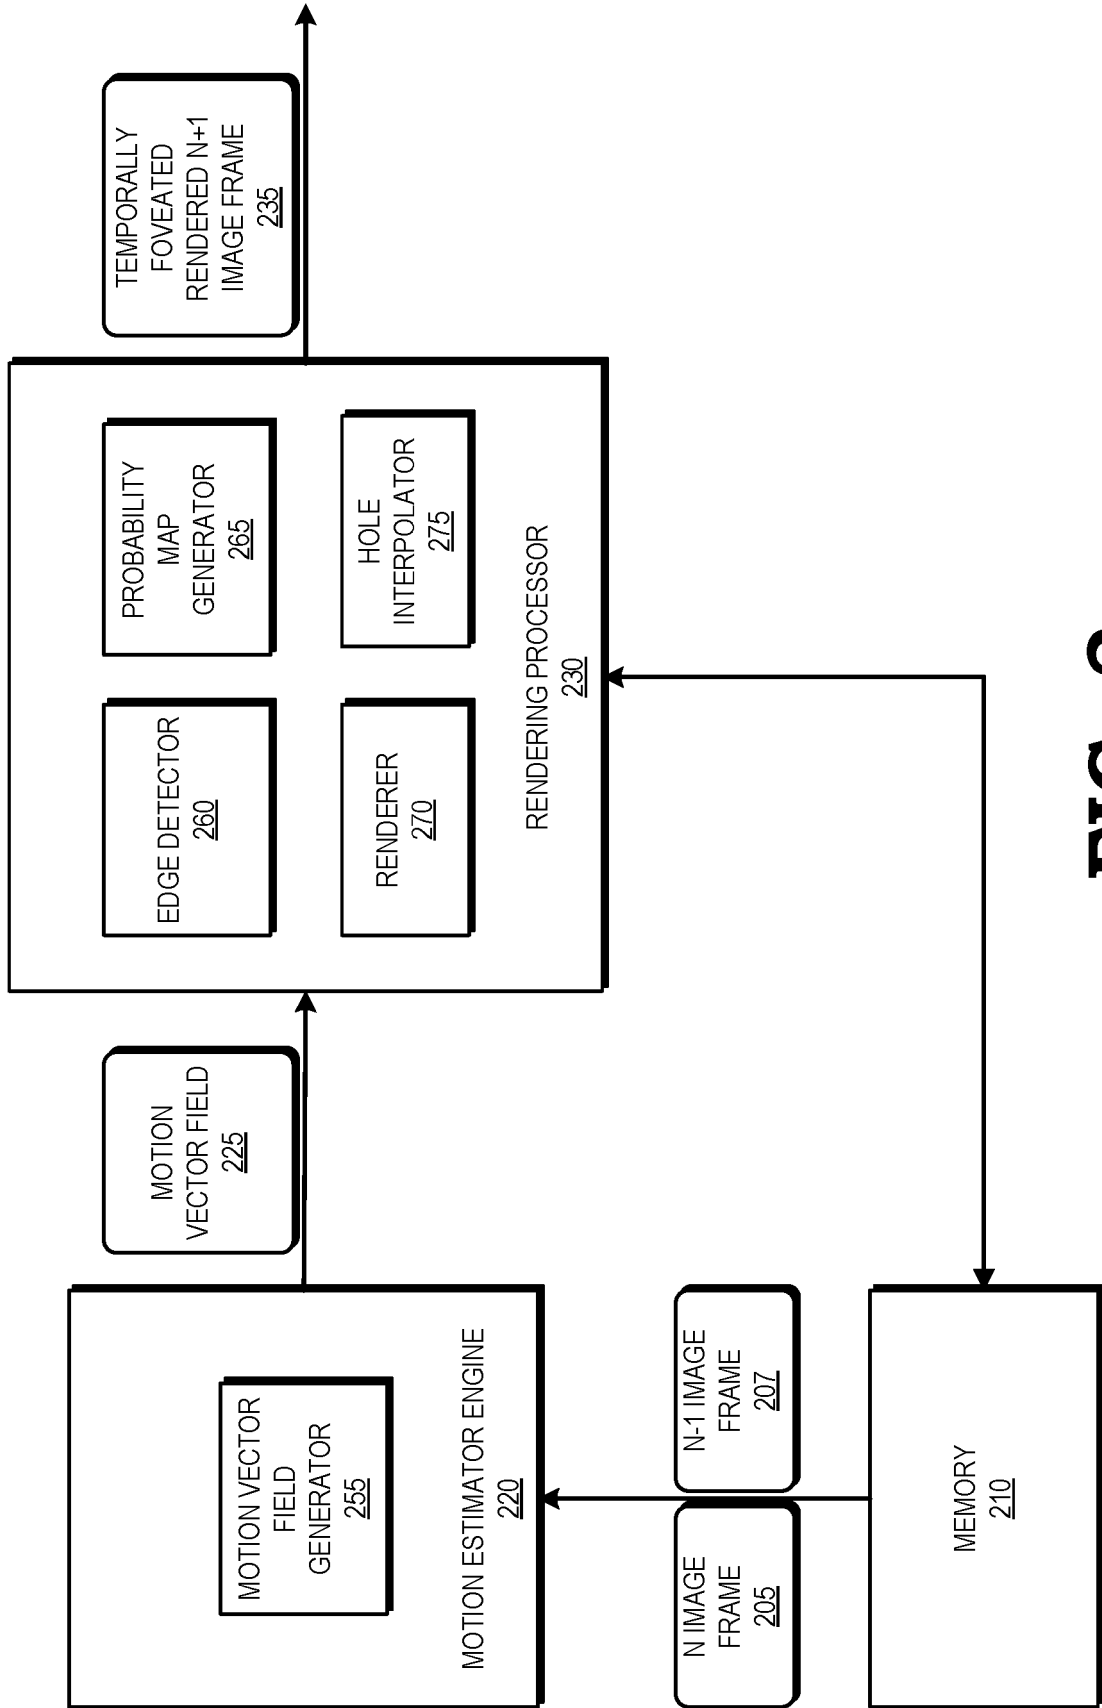 MOTION VECTOR
FIELD
GENERATOR
255
MOTION ESTIMATOR ENGINE
220
MOTION
VECTOR FIELD
225
EDGE DETECTOR
260
PROBABILITY
MAP
GENERATOR
265
RENDERER
270
HOLE
INTERPOLATOR
275
RENDERING PROCESSOR
230
TEMPORALLY
FOVEATED
RENDERED N+1
IMAGE FRAME
235
N IMAGE
FRAME
205
N-1 IMAGE
FRAME
207
MEMORY
210
FIG.